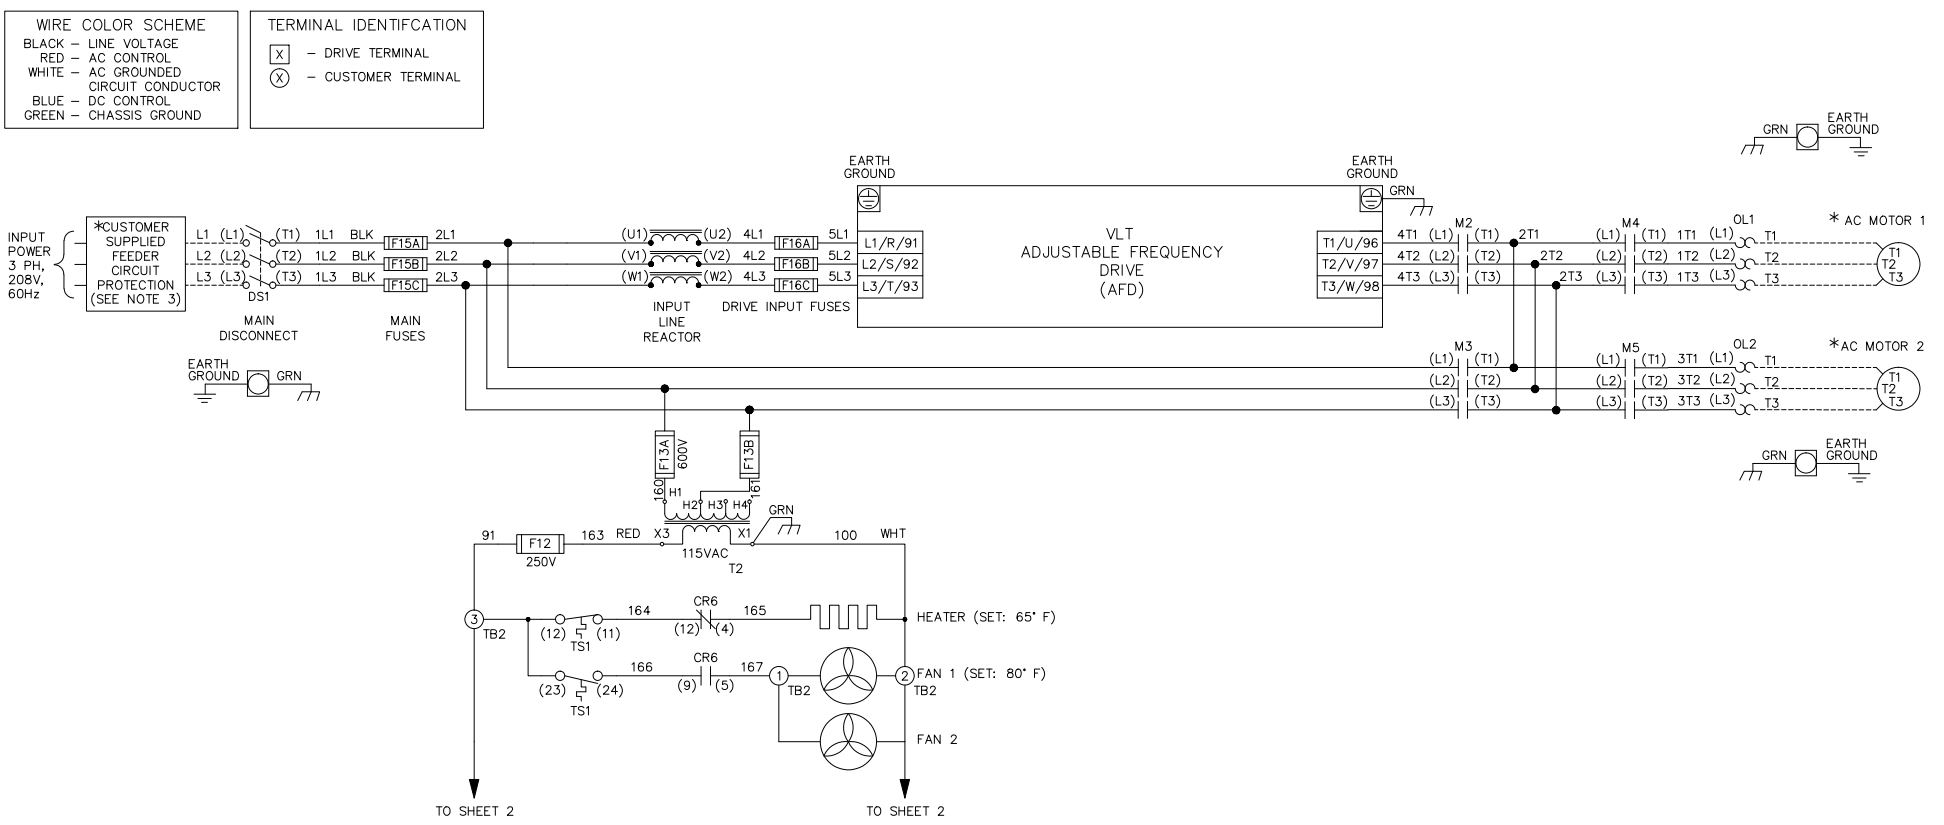 WIRE COLOR SCHEME
BLACK – LINE VOLTAGE
RED – AC CONTROL
WHITE – AC GROUNDED
CIRCUIT CONDUCTOR
BLUE – DC CONTROL
GREEN – CHASSIS GROUND
TERMINAL IDENTIFCATION
X – DRIVE TERMINAL
X – CUSTOMER TERMINAL
GRN
EARTH
GROUND
EARTH
GROUND
EARTH
GROUND
GRN
INPUT
POWER
3 PH,
208V,
60Hz
*CUSTOMER
SUPPLIED
FEEDER
CIRCUIT
PROTECTION
(SEE NOTE 3)
L1 (L1) (T1) 1L1 BLK F15A 2L1
L2 (L2) (T2) 1L2 BLK F15B 2L2
L3 (L3) (T3) 1L3 BLK F15C 2L3
DS1
MAIN
DISCONNECT
MAIN
FUSES
(U1) (U2) 4L1 F16A 5L1 L1/R/91
(V1) (V2) 4L2 F16B 5L2 L2/S/92
(W1) (W2) 4L3 F16C 5L3 L3/T/93
INPUT
LINE
REACTOR
DRIVE INPUT FUSES
VLT
ADJUSTABLE FREQUENCY
DRIVE
(AFD)
M2 M4 OL1 * AC MOTOR 1
T1/U/96 4T1 (L1) (T1) 2T1 (L1) (T1) 1T1 (L1) T1
T2/V/97 4T2 (L2) (T2) 2T2 (L2) (T2) 1T2 (L2) T2
T3/W/98 4T3 (L3) (T3) 2T3 (L3) (T3) 1T3 (L3) T3
T1
T2
T3
M3 M5 OL2 *AC MOTOR 2
(L1) (T1) (L1) (T1) 3T1 (L1) T1
(L2) (T2) (L2) (T2) 3T2 (L2) T2
(L3) (T3) (L3) (T3) 3T3 (L3) T3
T1
T2
T3
EARTH
GROUND
GRN
GRN
EARTH
GROUND
F13A
600V
F13B
160
161
H1
H2 H3 H4
GRN
91 F12 163 RED X3 X1 100 WHT
250V
115VAC
T2
3
TB2
(12) (11)
TS1
164
CR6
(12) (4)
165
HEATER (SET: 65° F)
(23) (24)
TS1
166
CR6
(9) (5)
167
1
TB2
2
TB2
FAN 1 (SET: 80° F)
FAN 2
TO SHEET 2
TO SHEET 2